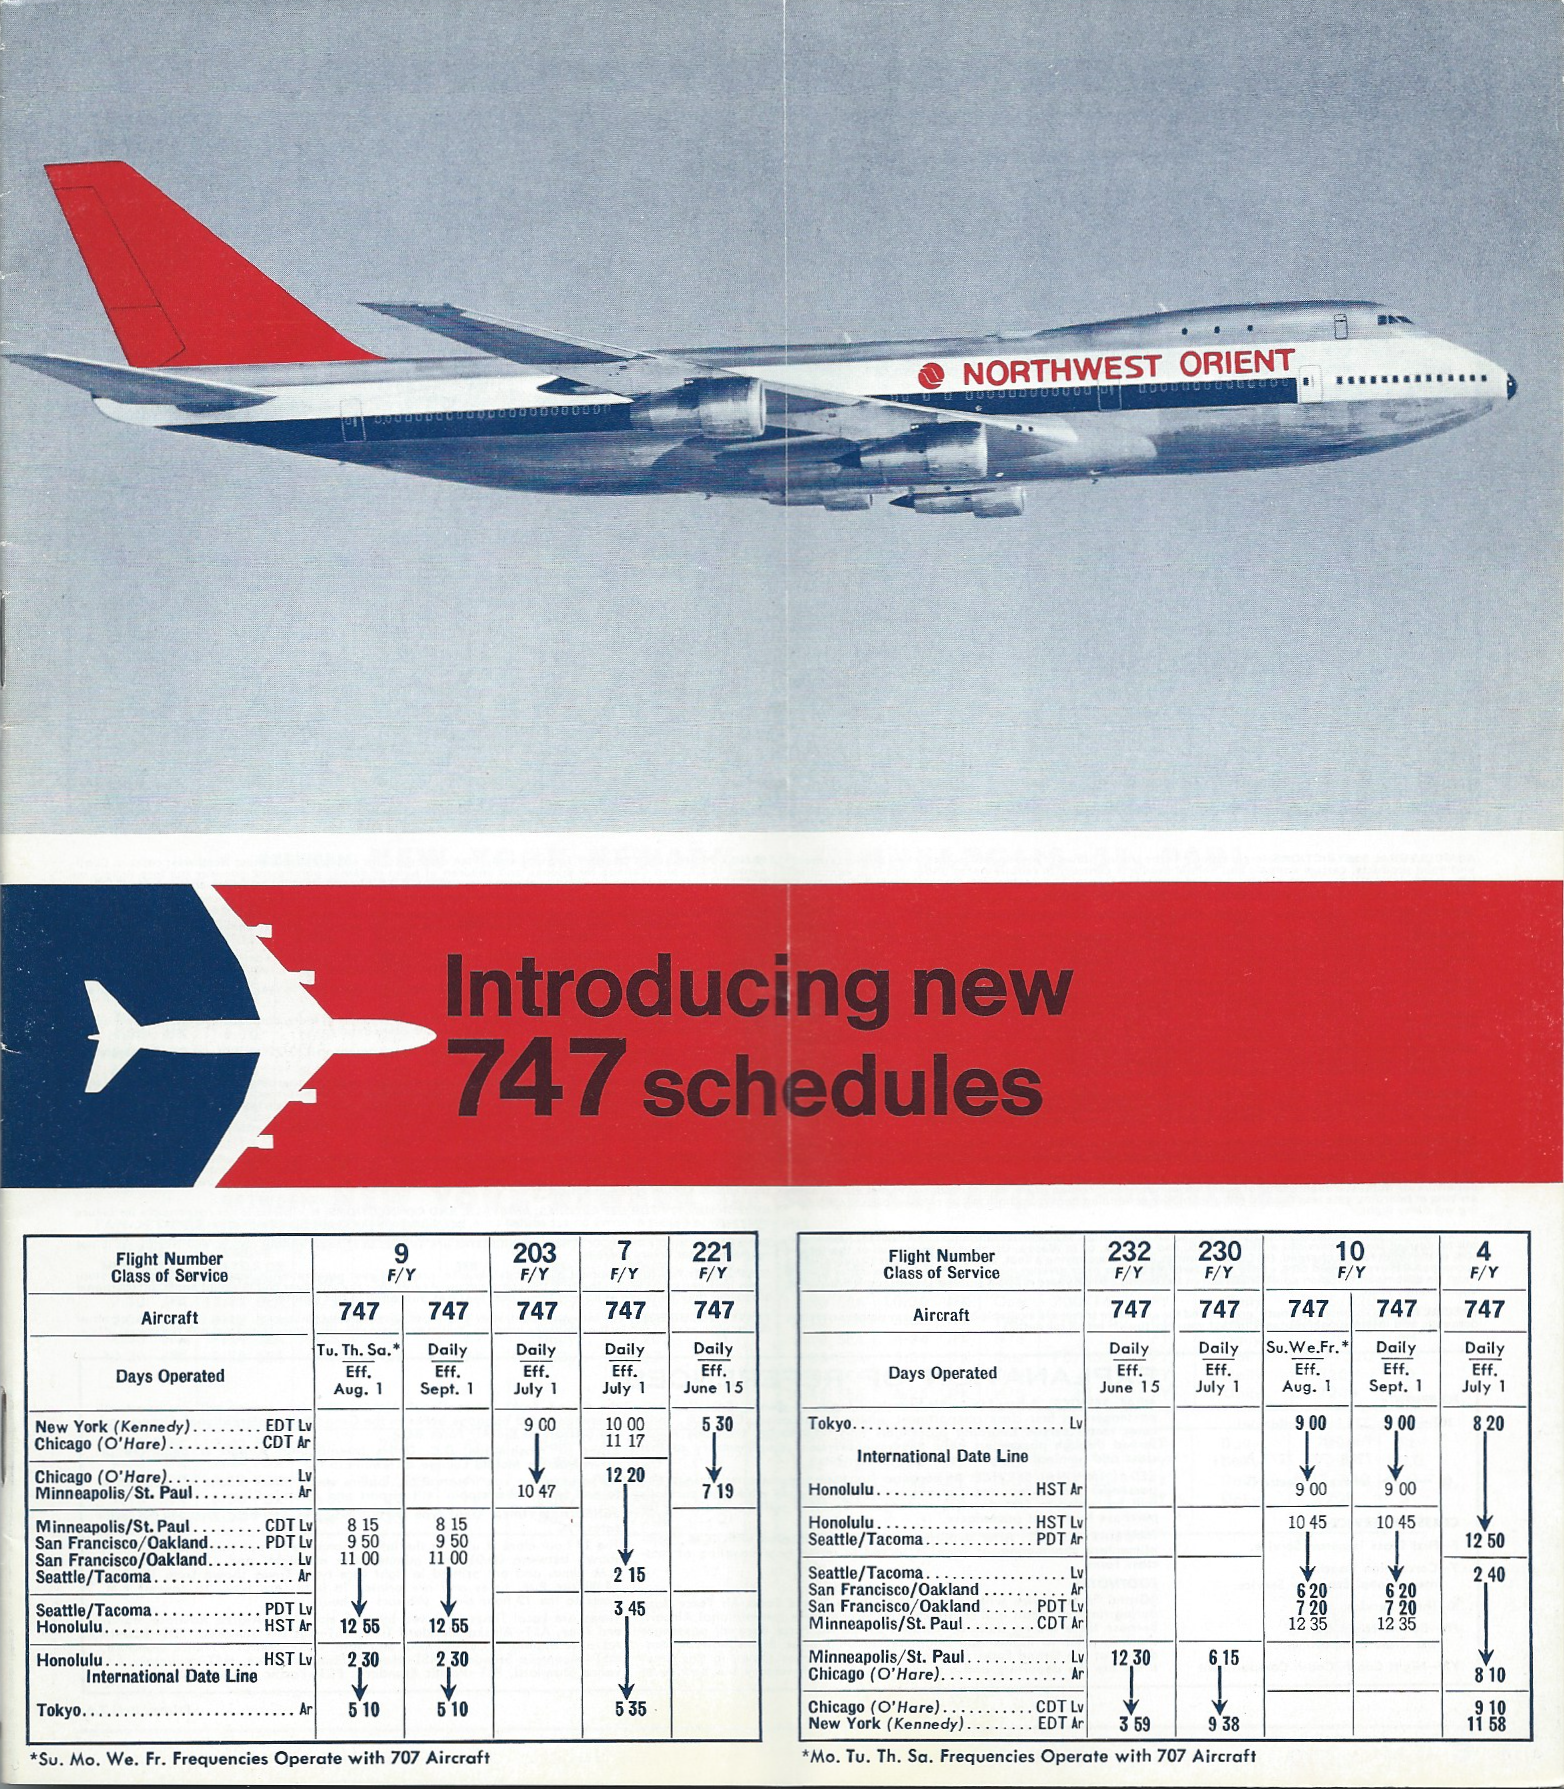 NORTHWEST ORIENT
Introducing new
747 schedules
Flight Number 9 203 7 221
Class of Service F/Y F/Y F/Y F/Y
Aircraft 747 747 747 747 747
Days Operated
Tu. Th. Sa.* Daily Daily Daily Daily
Eff. Eff. Eff. Eff. Eff.
Aug. 1 Sept. 1 July 1 July 1 June 15
New York (Kennedy)........ EDT Lv 9 00 10 00 5 30
Chicago (O'Hare)........... CDT Ar 11 17
Chicago (O'Hare)............... Lv 12 20
Minneapolis/St. Paul............ Ar 10 47 7 19
Minneapolis/St. Paul........ CDT Lv 8 15 8 15
San Francisco/Oakland...... PDT Lv 9 50 9 50
San Francisco/Oakland.......... Lv 11 00 11 00
Seattle/Tacoma................. Ar 2 15
Seattle/Tacoma............. PDT Lv 3 45
Honolulu................... HST Ar 12 55 12 55
Honolulu................... HST Lv 2 30 2 30
International Date Line
Tokyo.......................... Ar 5 10 5 10 5 35
*Su. Mo. We. Fr. Frequencies Operate with 707 Aircraft
Flight Number 232 230 10 4
Class of Service F/Y F/Y F/Y F/Y
Aircraft 747 747 747 747 747
Days Operated
Daily Daily Su.We.Fr.* Daily Daily
Eff. Eff. Eff. Eff. Eff.
June 15 July 1 Aug. 1 Sept. 1 July 1
Tokyo.......................... Lv 9 00 9 00 8 20
International Date Line
Honolulu................... HST Ar 9 00 9 00
Honolulu................... HST Lv 10 45 10 45
Seattle/Tacoma............. PDT Ar 12 50
Seattle/Tacoma................. Lv 2 40
San Francisco/Oakland .......... Ar 6 20 6 20
San Francisco/Oakland ...... PDT Lv 7 20 7 20
Minneapolis/St. Paul........ CDT Ar 12 35 12 35
Minneapolis/St. Paul............ Lv 12 30 6 15
Chicago (O'Hare)............... Ar 8 10
Chicago (O'Hare)........... CDT Lv 9 10
New York (Kennedy)........ EDT Ar 3 59 9 38 11 58
*Mo. Tu. Th. Sa. Frequencies Operate with 707 Aircraft